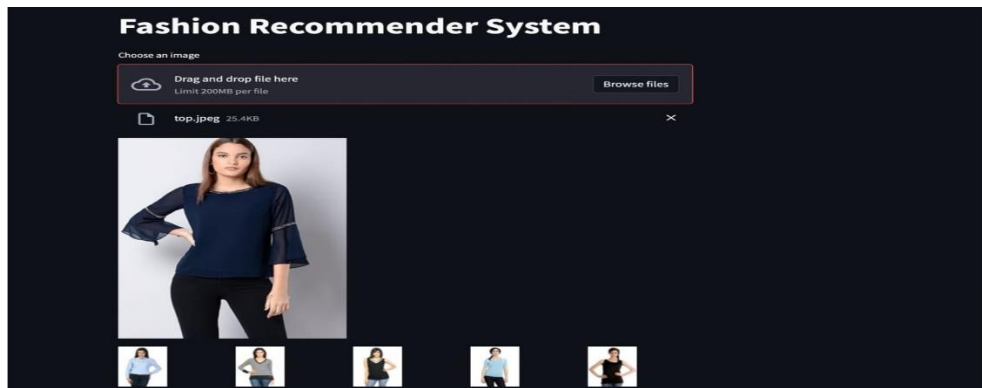 Fashion Recommender System
Choose an image
Drag and drop file here
Limit 200MB per file
Browse files
top.jpeg 25.4KB